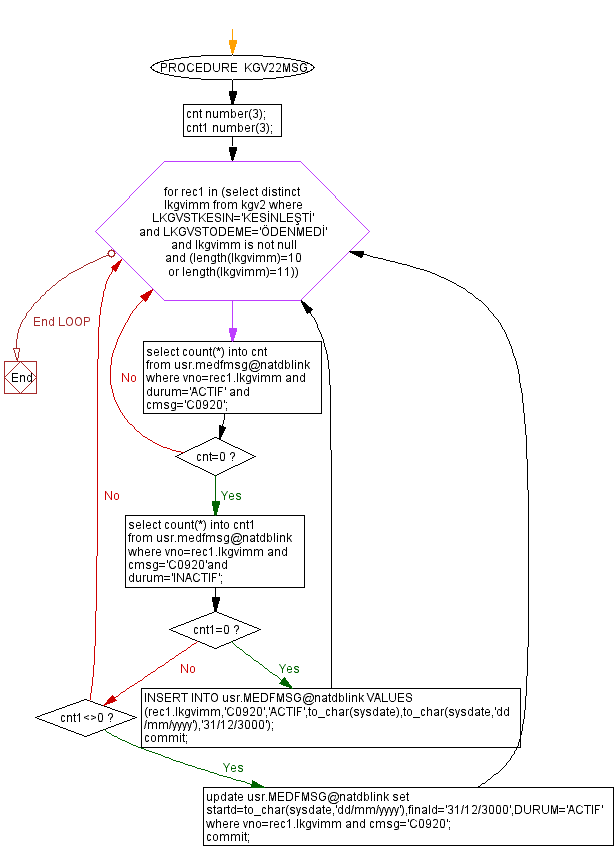 PROCEDURE KGV22MSG
cnt number(3);
cnt1 number(3);
for rec1 in (select distinct
lkgvimm from kgv2 where
LKGVSTKESIN='KESİNLEŞTİ'
and LKGVSTODEME='ÖDENMEDİ'
and lkgvimm is not null
and (length(lkgvimm)=10
or length(lkgvimm)=11))
End LOOP
End
select count(*) into cnt
from usr.medfmsg@natdblink
where vno=rec1.lkgvimm and
durum='ACTIF' and
cmsg='C0920';
No
cnt=0 ?
Yes
No
select count(*) into cnt1
from usr.medfmsg@natdblink
where vno=rec1.lkgvimm and
cmsg='C0920'and
durum='INACTIF';
cnt1=0 ?
No
Yes
INSERT INTO usr.MEDFMSG@natdblink VALUES
(rec1.lkgvimm,'C0920','ACTIF',to_char(sysdate),to_char(sysdate,'dd
/mm/yyyy'),'31/12/3000');
commit;
cnt1<>0 ?
Yes
update usr.MEDFMSG@natdblink set
startd=to_char(sysdate,'dd/mm/yyyy'),finald='31/12/3000',DURUM='ACTIF'
where vno=rec1.lkgvimm and cmsg='C0920';
commit;